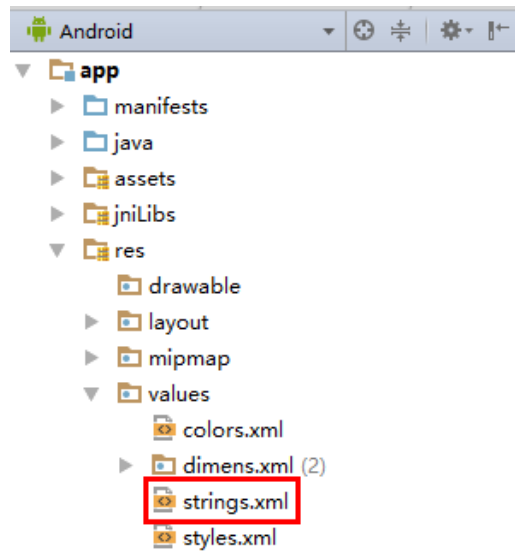 Android
app
manifests
java
assets
jniLibs
res
drawable
layout
mipmap
values
colors.xml
dimens.xml (2)
strings.xml
styles.xml